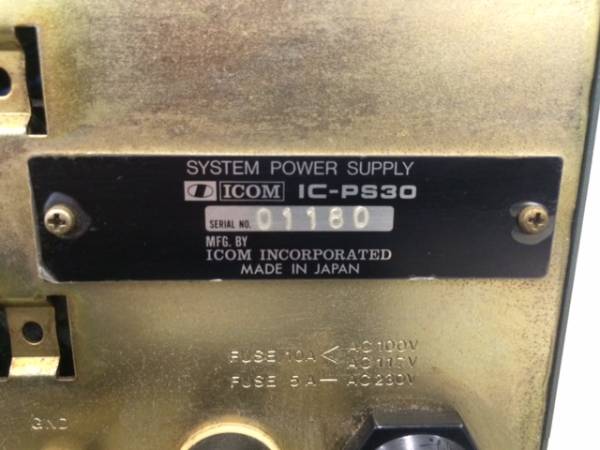 SYSTEM POWER SUPPLY
ICOM IC-PS30
SERIAL NO. 01180
MFG. BY
ICOM INCORPORATED
MADE IN JAPAN
FUSE 10A < AC100V
AC117V
FUSE 5A — AC230V
GND